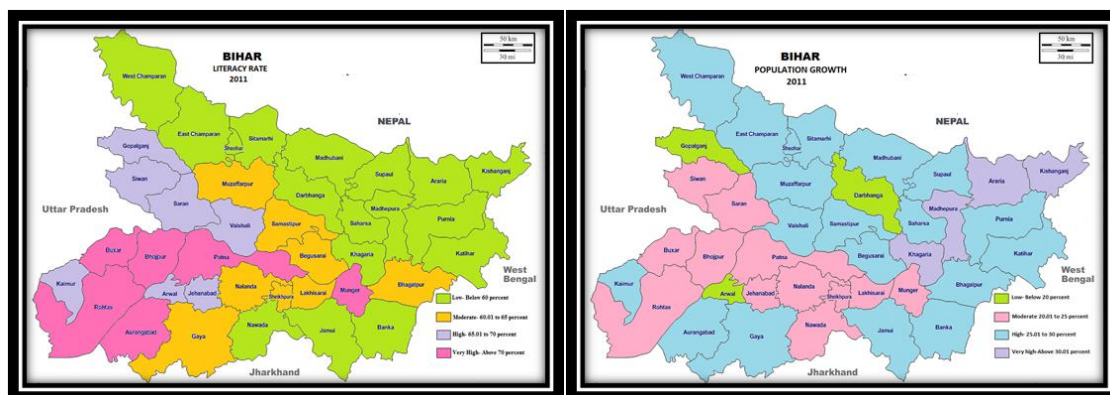 BIHAR
LITERACY RATE
2011
50 km
30 mi
West Champaran
NEPAL
Gopalganj
East Champaran
Sitamarhi
Sheohar
Siwan
Madhubani
Supaul
Araria
Kishanganj
Muzaffarpur
Darbhanga
Saran
Uttar Pradesh
Madhepura
Purnia
Vaishali
Samastipur
Saharsa
Buxar
Bhojpur
Patna
Begusarai
Khagaria
Katihar
West
Bengal
Kaimur
Rohtas
Arwal
Jehanabad
Nalanda
Sheikhpura
Lakhisarai
Munger
Bhagalpur
Aurangabad
Gaya
Nawada
Jamui
Banka
Jharkhand
Low- Below 60 percent
Moderate- 60.01 to 65 percent
High- 65.01 to 70 percent
Very High- Above 70 percent
BIHAR
POPULATION GROWTH
2011
50 km
30 mi
West Champaran
NEPAL
Gopalganj
East Champaran
Sitamarhi
Sheohar
Siwan
Madhubani
Supaul
Araria
Kishanganj
Muzaffarpur
Darbhanga
Saran
Uttar Pradesh
Madhepura
Purnia
Vaishali
Samastipur
Saharsa
Buxar
Bhojpur
Patna
Begusarai
Khagaria
Katihar
West
Bengal
Kaimur
Rohtas
Arwal
Jehanabad
Nalanda
Sheikhpura
Lakhisarai
Munger
Bhagalpur
Aurangabad
Gaya
Nawada
Jamui
Banka
Jharkhand
Low- Below 20 percent
Moderate 20.01 to 25 percent
High- 25.01 to 30 percent
Very high-Above 30.01 percent